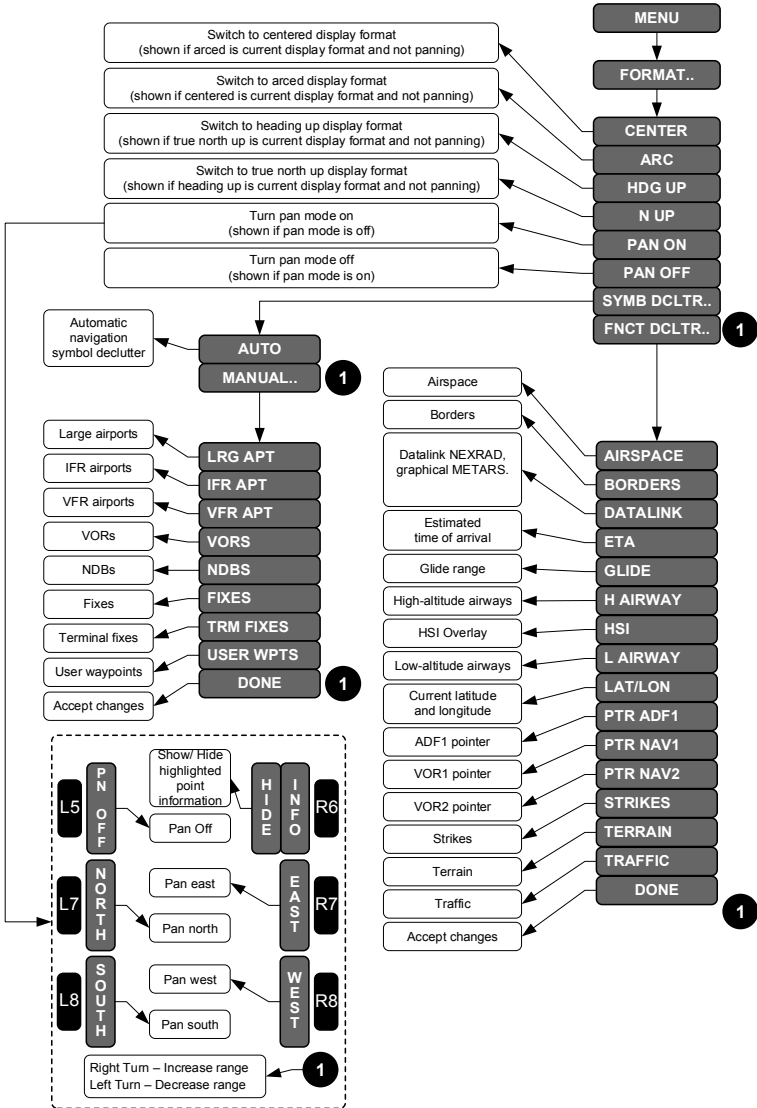 MENU
FORMAT..
Switch to centered display format
(shown if arced is current display format and not panning)
Switch to arced display format
(shown if centered is current display format and not panning)
Switch to heading up display format
(shown if true north up is current display format and not panning)
Switch to true north up display format
(shown if heading up is current display format and not panning)
Turn pan mode on
(shown if pan mode is off)
Turn pan mode off
(shown if pan mode is on)
CENTER
ARC
HDG UP
N UP
PAN ON
PAN OFF
SYMB DCLTR..
FNCT DCLTR..
1
Automatic
navigation
symbol declutter
AUTO
MANUAL..
1
Large airports
IFR airports
VFR airports
VORs
NDBs
Fixes
Terminal fixes
User waypoints
Accept changes
LRG APT
IFR APT
VFR APT
VORS
NDBS
FIXES
TRM FIXES
USER WPTS
DONE
1
Airspace
Borders
Datalink NEXRAD,
graphical METARS.
Estimated
time of arrival
Glide range
High-altitude airways
HSI Overlay
Low-altitude airways
Current latitude
and longitude
ADF1 pointer
VOR1 pointer
VOR2 pointer
Strikes
Terrain
Traffic
Accept changes
AIRSPACE
BORDERS
DATALINK
ETA
GLIDE
H AIRWAY
HSI
L AIRWAY
LAT/LON
PTR ADF1
PTR NAV1
PTR NAV2
STRIKES
TERRAIN
TRAFFIC
DONE
1
L5
PN OFF
Show/ Hide
highlighted
point
information
Pan Off
HIDE
INFO
R6
L7
NORTH
Pan east
Pan north
EAST
R7
L8
SOUTH
Pan west
Pan south
WEST
R8
Right Turn – Increase range
Left Turn – Decrease range
1